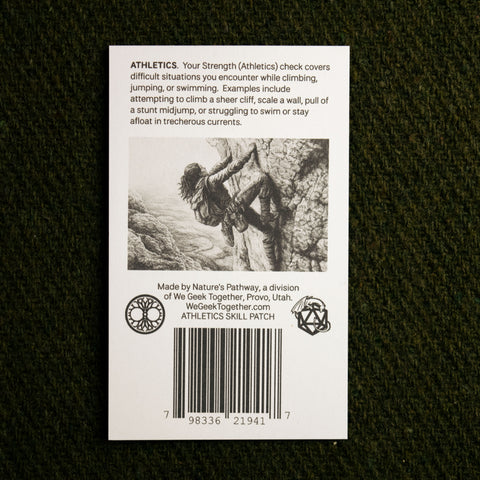 ATHLETICS. Your Strength (Athletics) check covers
difficult situations you encounter while climbing,
jumping, or swimming. Examples include
attempting to climb a sheer cliff, scale a wall, pull of
a stunt midjump, or struggling to swim or stay
afloat in trecherous currents.
Made by Nature's Pathway, a division
of We Geek Together, Provo, Utah.
WeGeekTogether.com
ATHLETICS SKILL PATCH
7 98336 21941 7